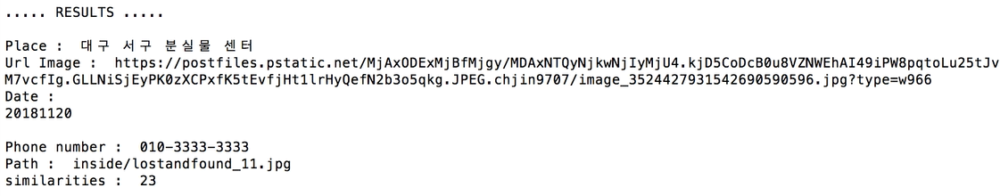 ..... RESULTS .....
Place :  대구 서구 분실물 센터
Url Image :  https://postfiles.pstatic.net/MjAxODExMjBfMjgy/MDAxNTQyNjkwNjIyMjU4.kjD5CoDcB0u8VZNWEhAI49iPW8pqtoLu25tJv
M7vcfIg.GLLNiSjEyPK0zXCPxfK5tEvfjHt1lrHyQefN2b3o5qkg.JPEG.chjin9707/image_3524427931542690590596.jpg?type=w966
Date :
20181120
Phone number :  010-3333-3333
Path :  inside/lostandfound_11.jpg
similarities :  23